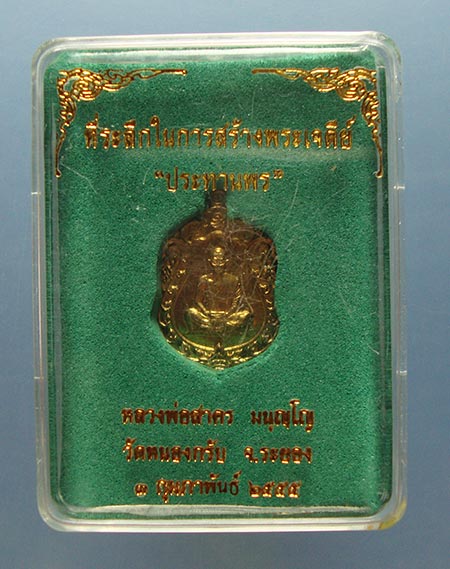 ที่ระลึกในการสร้างพระเจดีย์
“ประทานพร”
หลวงพ่อสาคร มนุญฺโญ
วัดหนองกรับ จ.ระยอง
๓ กุมภาพันธ์ ๒๕๕๕